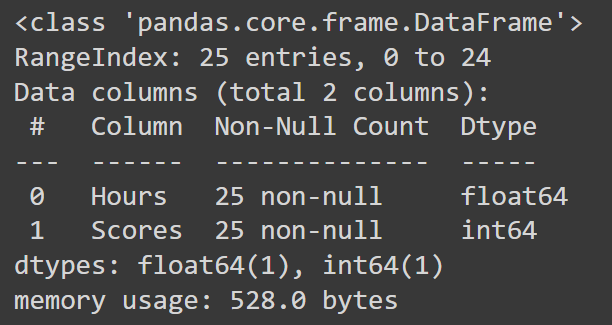 <class 'pandas.core.frame.DataFrame'>
RangeIndex: 25 entries, 0 to 24
Data columns (total 2 columns):
 #   Column  Non-Null Count  Dtype
---  ------  --------------  -----
 0   Hours   25 non-null     float64
 1   Scores  25 non-null     int64
dtypes: float64(1), int64(1)
memory usage: 528.0 bytes